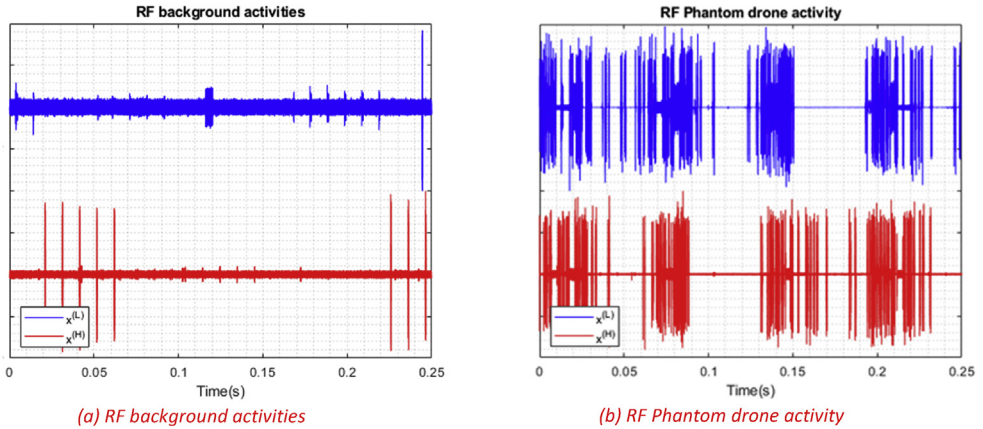 RF background activities
x(L)
x(H)
0 0.05 0.1 0.15 0.2 0.25
Time(s)
(a) RF background activities
RF Phantom drone activity
x(L)
x(H)
0 0.05 0.1 0.15 0.2 0.25
Time(s)
(b) RF Phantom drone activity